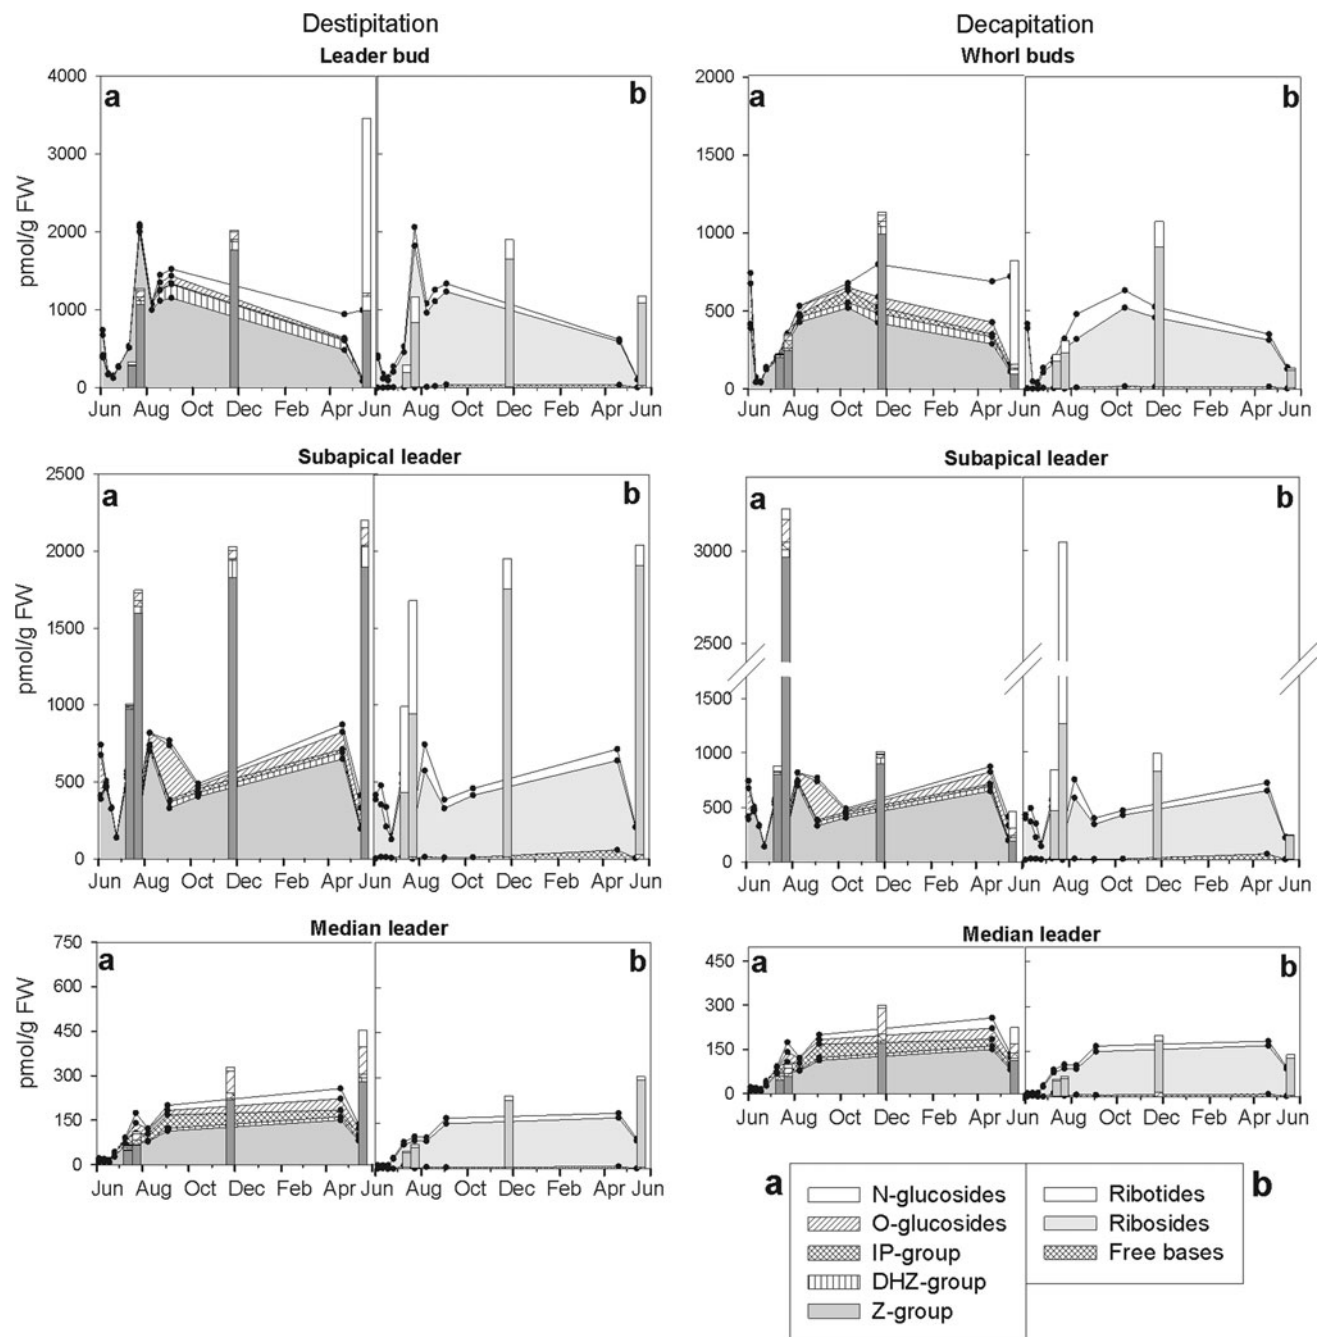 Destipitation
Decapitation
Leader bud
Whorl buds
a
b
4000
3000
2000
1000
0
pmol/g FW
Jun Aug Oct Dec Feb Apr Jun Aug Oct Dec Feb Apr Jun
a
b
2000
1500
1000
500
0
Jun Aug Oct Dec Feb Apr Jun Aug Oct Dec Feb Apr Jun
Subapical leader
Subapical leader
a
b
2500
2000
1500
1000
500
0
pmol/g FW
Jun Aug Oct Dec Feb Apr Jun Aug Oct Dec Feb Apr Jun
a
b
3000
2500
1500
1000
500
0
Jun Aug Oct Dec Feb Apr Jun Aug Oct Dec Feb Apr Jun
Median leader
Median leader
a
b
750
600
450
300
150
0
pmol/g FW
Jun Aug Oct Dec Feb Apr Jun Aug Oct Dec Feb Apr Jun
a
b
450
300
150
0
Jun Aug Oct Dec Feb Apr Jun Aug Oct Dec Feb Apr Jun
a
N-glucosides
O-glucosides
IP-group
DHZ-group
Z-group
b
Ribotides
Ribosides
Free bases